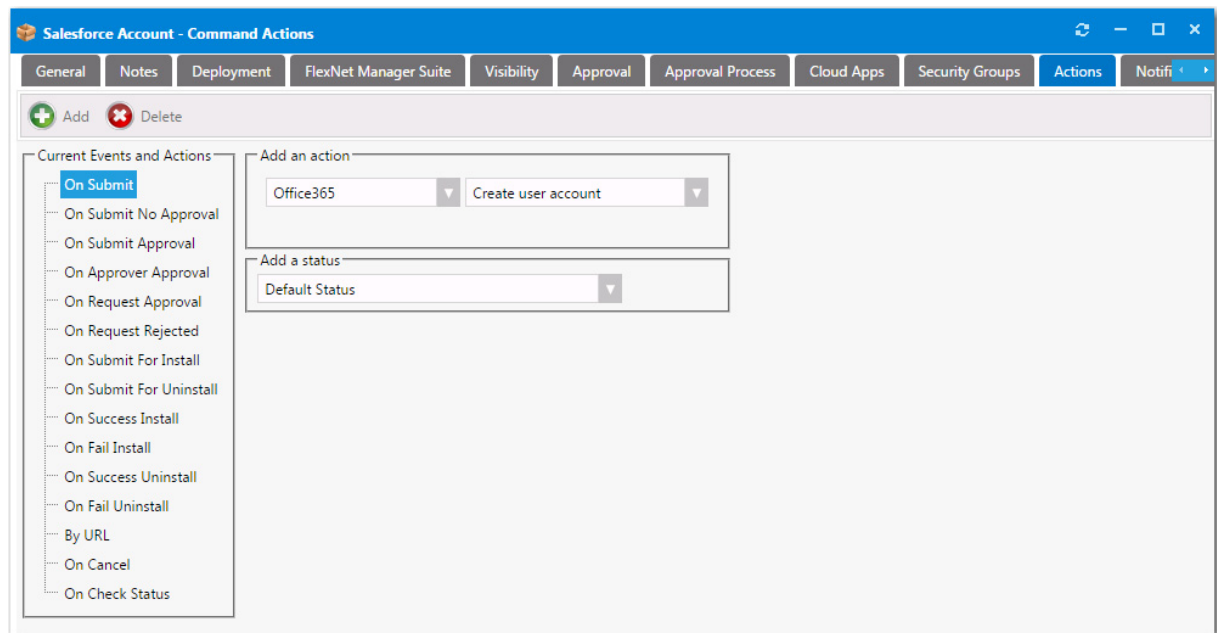 Salesforce Account - Command Actions
General Notes Deployment FlexNet Manager Suite Visibility Approval Approval Process Cloud Apps Security Groups Actions Notifi
Add Delete
Current Events and Actions
On Submit
On Submit No Approval
On Submit Approval
On Approver Approval
On Request Approval
On Request Rejected
On Submit For Install
On Submit For Uninstall
On Success Install
On Fail Install
On Success Uninstall
On Fail Uninstall
By URL
On Cancel
On Check Status
Add an action
Office365 Create user account
Add a status
Default Status